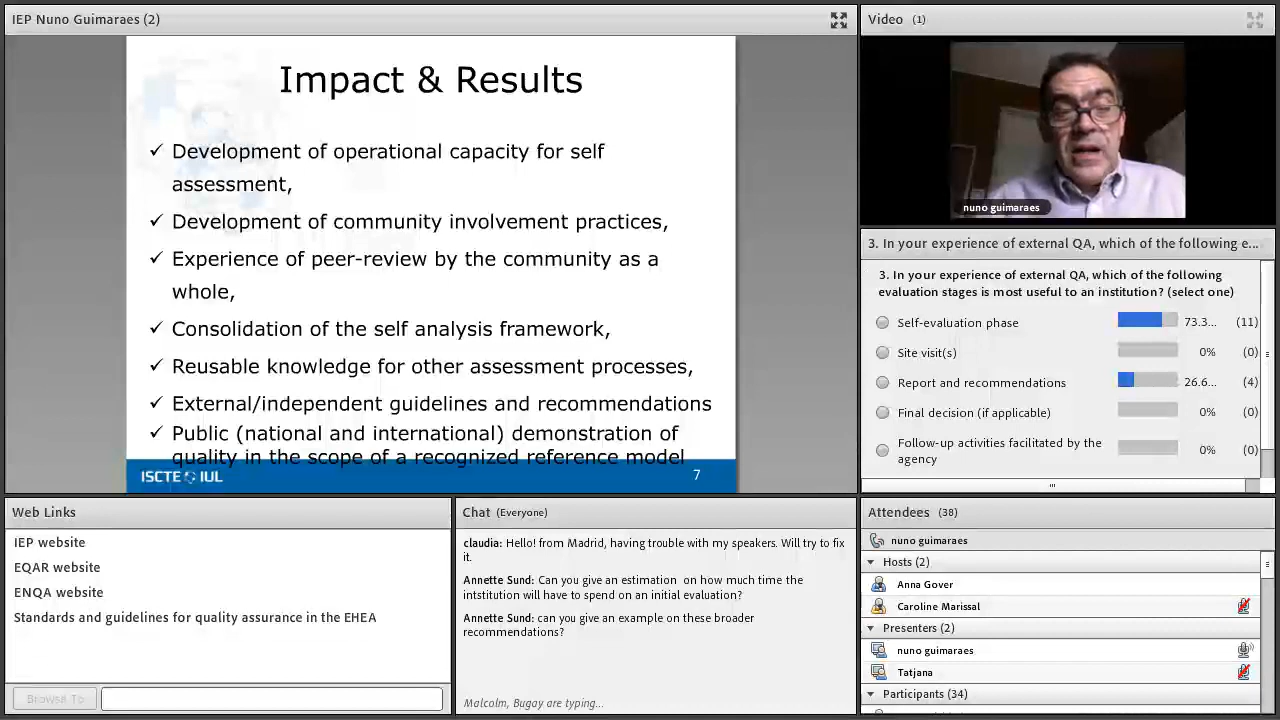 IEP Nuno Guimaraes (2)
Impact & Results
✓ Development of operational capacity for self
assessment,
✓ Development of community involvement practices,
✓ Experience of peer-review by the community as a
whole,
✓ Consolidation of the self analysis framework,
✓ Reusable knowledge for other assessment processes,
✓ External/independent guidelines and recommendations
✓ Public (national and international) demonstration of
quality in the scope of a recognized reference model
ISCTE IUL
7
Video (1)
nuno guimaraes
3. In your experience of external QA, which of the following e...
3. In your experience of external QA, which of the following
evaluation stages is most useful to an institution? (select one)
Self-evaluation phase 73.3... (11)
Site visit(s) 0% (0)
Report and recommendations 26.6... (4)
Final decision (if applicable) 0% (0)
Follow-up activities facilitated by the
agency 0% (0)
Web Links
IEP website
EQAR website
ENQA website
Standards and guidelines for quality assurance in the EHEA
Browse To
Chat (Everyone)
claudia: Hello! from Madrid, having trouble with my speakers. Will try to fix
it.
Annette Sund: Can you give an estimation on how much time the
intstitution will have to spend on an initial evaluation?
Annette Sund: can you give an example on these broader
recommendations?
Malcolm, Bugay are typing...
Attendees (38)
nuno guimaraes
Hosts (2)
Anna Gover
Caroline Marissal
Presenters (2)
nuno guimaraes
Tatjana
Participants (34)